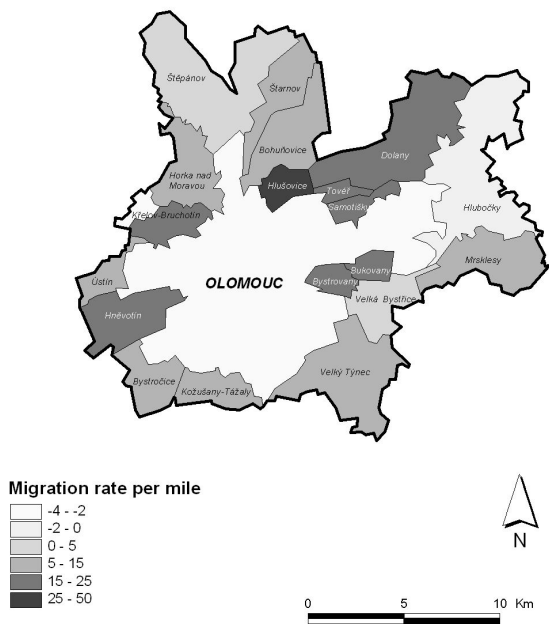 Štěpánov
Štarnov
Bohuňovice
Dolany
Horka nad
Moravou
Hlušovice
Tovéř
Samotišky
Hlubočky
Křelov-Bruchotín
Mrsklesy
Bukovany
Ústín
OLOMOUC
Bystrovany
Velká Bystřice
Hněvotín
Velký Týnec
Bystročice
Kožušany-Tážaly
Migration rate per mile
-4 - -2
-2 - 0
0 - 5
5 - 15
15 - 25
25 - 50
N
0 5 10 Km